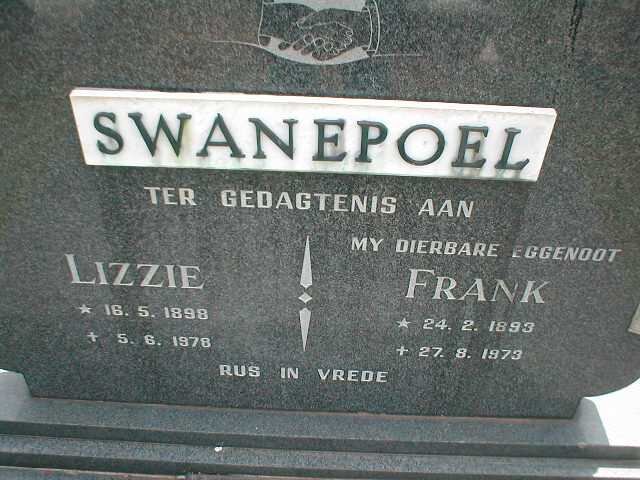 SWANEPOEL
TER GEDAGTENIS AAN
MY DIERBARE EGGENOOT
LIZZIE FRANK
* 16. 5. 1898 * 24. 2. 1893
✝ 5. 6. 1978 ✝ 27. 8. 1973
RUS IN VREDE